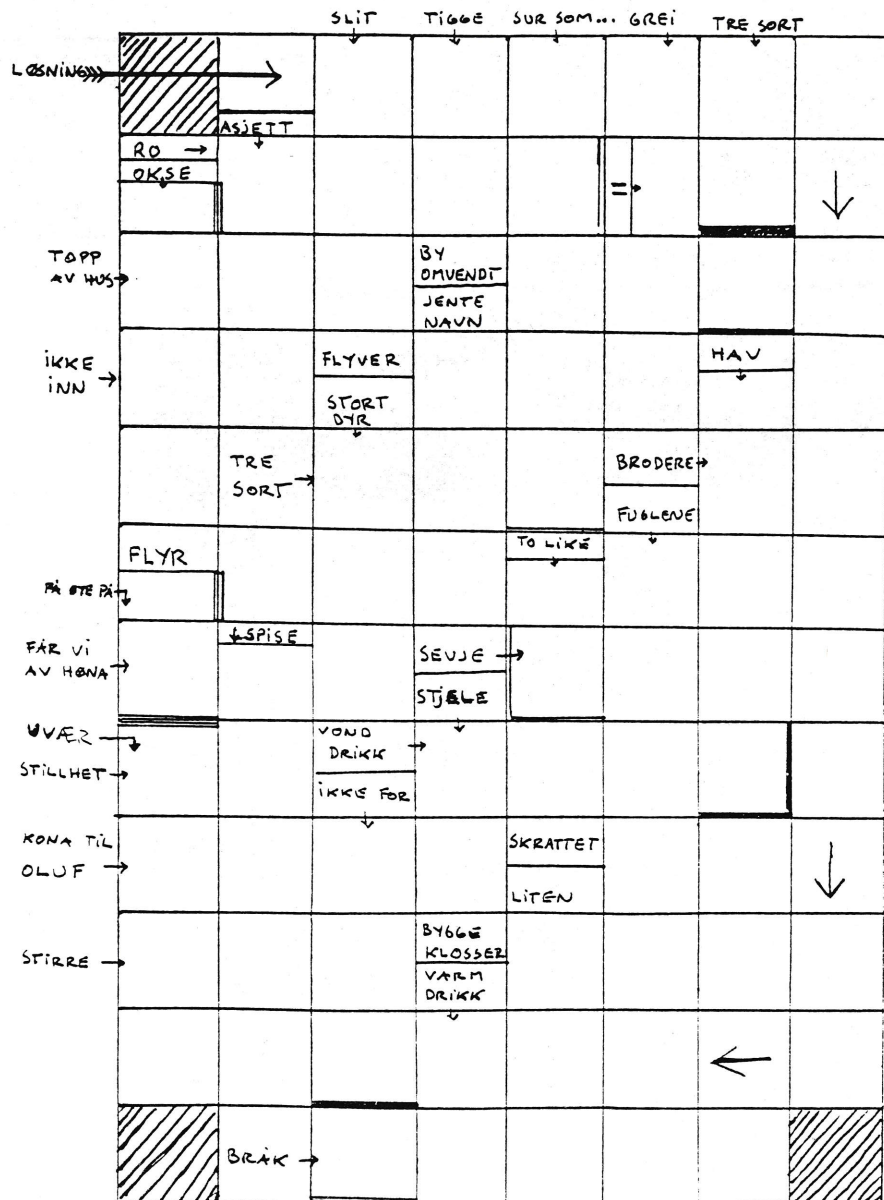 SLIT TIGGE SUR SOM... GREI TRE SORT
LØSNING
ASJETT
RO
OKSE
=
TOPP
AV HUS
BY
OMVENDT
JENTE
NAVN
IKKE
INN
FLYVER
STORT
DYR
HAV
TRE
SORT
BRODERE
FUGLENE
FLYR
TO LIKE
PÅ ØTE PÅ
SPISE
FÅR VI
AV HØNA
SEVJE
STJELE
UVÆR
STILLHET
VOND
DRIKK
IKKE FOR
KONA TIL
OLUF
SKRATTET
LITEN
STIRRE
BYGGE
KLOSSER
VARM
DRIKK
BRÅK